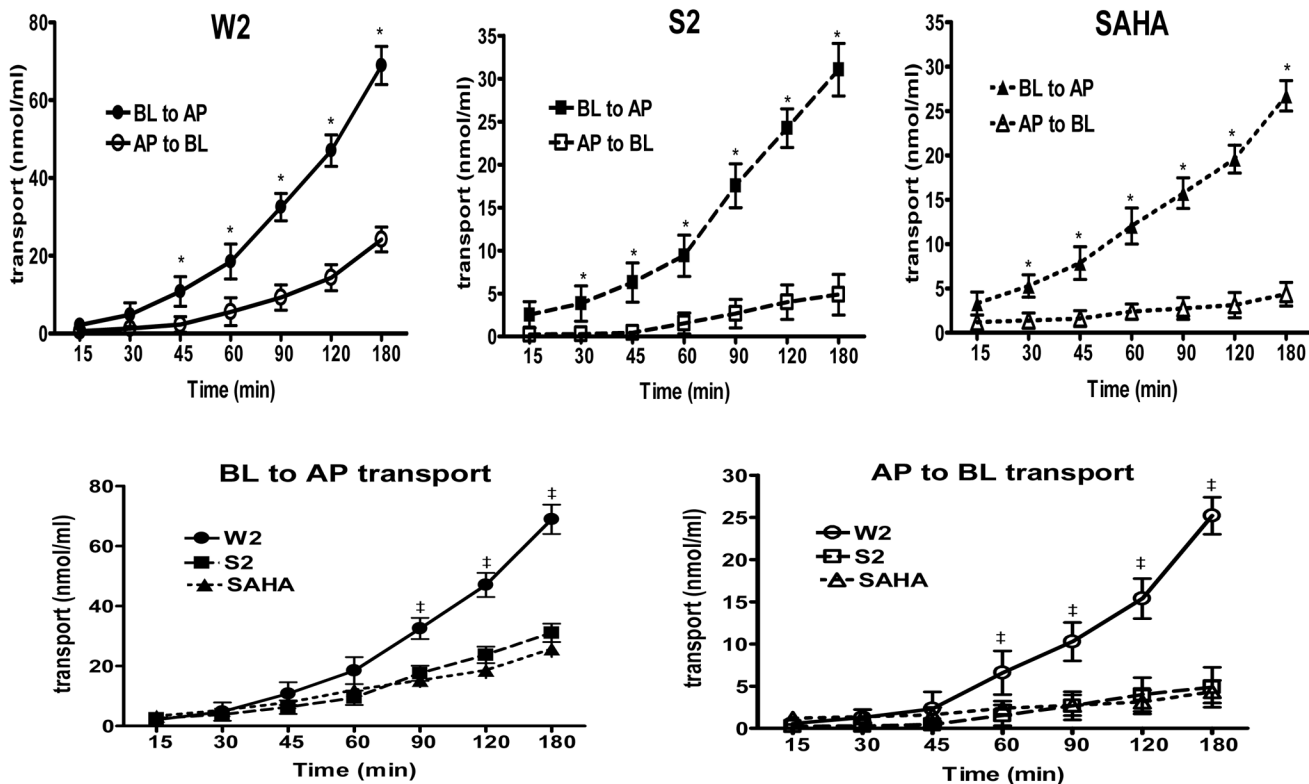 W2
transport (nmol/ml)
80
60
40
20
0
BL to AP
AP to BL
*
*
*
*
*
15 30 45 60 90 120 180
Time (min)
S2
transport (nmol/ml)
35
30
25
20
15
10
5
0
BL to AP
AP to BL
*
*
*
*
*
*
15 30 45 60 90 120 180
Time (min)
SAHA
transport (nmol/ml)
35
30
25
20
15
10
5
0
BL to AP
AP to BL
*
*
*
*
*
*
15 30 45 60 90 120 180
Time (min)
BL to AP transport
transport (nmol/ml)
80
60
40
20
0
W2
S2
SAHA
‡
‡
‡
15 30 45 60 90 120 180
Time (min)
AP to BL transport
transport (nmol/ml)
30
25
20
15
10
5
0
W2
S2
SAHA
‡
‡
‡
‡
15 30 45 60 90 120 180
Time (min)